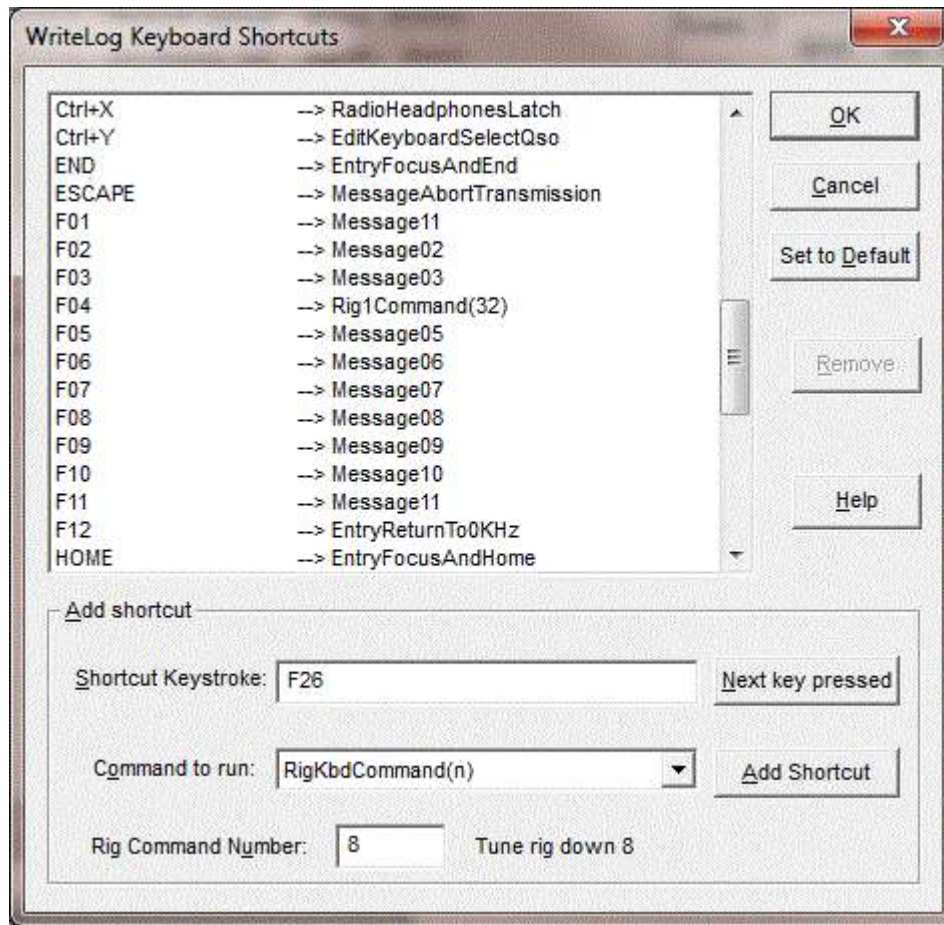 WriteLog Keyboard Shortcuts
Ctrl+X --> RadioHeadphonesLatch
Ctrl+Y --> EditKeyboardSelectQso
END --> EntryFocusAndEnd
ESCAPE --> MessageAbortTransmission
F01 --> Message11
F02 --> Message02
F03 --> Message03
F04 --> Rig1Command(32)
F05 --> Message05
F06 --> Message06
F07 --> Message07
F08 --> Message08
F09 --> Message09
F10 --> Message10
F11 --> Message11
F12 --> EntryReturnTo0KHz
HOME --> EntryFocusAndHome
OK
Cancel
Set to Default
Remove
Help
Add shortcut
Shortcut Keystroke: F26 Next key pressed
Command to run: RigKbdCommand(n) Add Shortcut
Rig Command Number: 8 Tune rig down 8